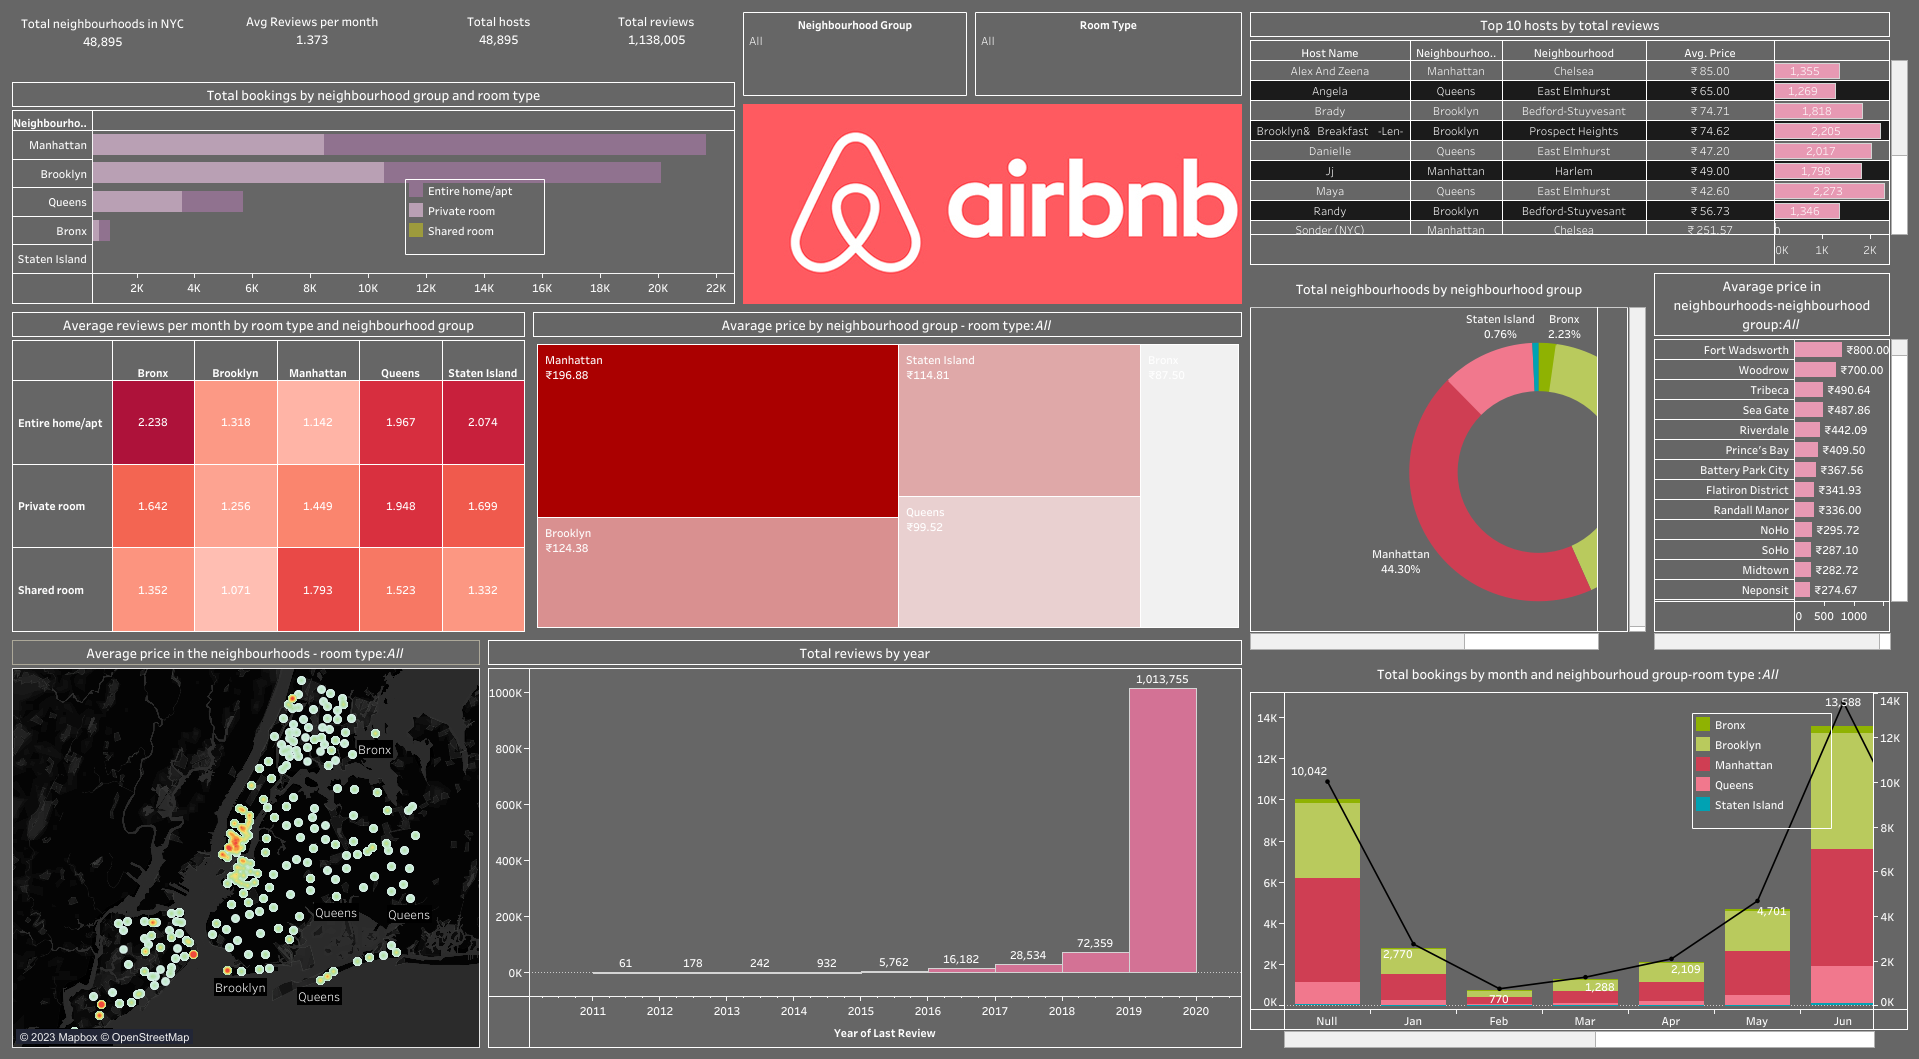 Total neighbourhoods in NYC
48,895
Avg Reviews per month
1.373
Total hosts
48,895
Total reviews
1,138,005
Neighbourhood Group
All
Room Type
All
Top 10 hosts by total reviews
Host Name Neighbourhoo.. Neighbourhood Avg. Price
Alex And Zeena Manhattan Chelsea ₹ 85.00 1,355
Angela Queens East Elmhurst ₹ 65.00 1,269
Brady Brooklyn Bedford-Stuyvesant ₹ 74.71 1,818
Brooklyn& Breakfast -Len- Brooklyn Prospect Heights ₹ 74.62 2,205
Danielle Queens East Elmhurst ₹ 47.20 2,017
Jj Manhattan Harlem ₹ 49.00 1,798
Maya Queens East Elmhurst ₹ 42.60 2,273
Randy Brooklyn Bedford-Stuyvesant ₹ 56.73 1,346
Sonder (NYC) Manhattan Chelsea ₹ 251.57
0K 1K 2K
Total bookings by neighbourhood group and room type
Neighbourho..
Manhattan
Brooklyn
Queens
Bronx
Staten Island
Entire home/apt
Private room
Shared room
2K 4K 6K 8K 10K 12K 14K 16K 18K 20K 22K
airbnb
Average reviews per month by room type and neighbourhood group
Bronx Brooklyn Manhattan Queens Staten Island
Entire home/apt 2.238 1.318 1.142 1.967 2.074
Private room 1.642 1.256 1.449 1.948 1.699
Shared room 1.352 1.071 1.793 1.523 1.332
Avarage price by neighbourhood group - room type:All
Manhattan
₹196.88
Brooklyn
₹124.38
Staten Island
₹114.81
Queens
₹99.52
Bronx
₹87.50
Total neighbourhoods by neighbourhood group
Staten Island
0.76%
Bronx
2.23%
Manhattan
44.30%
Avarage price in
neighbourhoods-neighbourhood
group:All
Fort Wadsworth ₹800.00
Woodrow ₹700.00
Tribeca ₹490.64
Sea Gate ₹487.86
Riverdale ₹442.09
Prince's Bay ₹409.50
Battery Park City ₹367.56
Flatiron District ₹341.93
Randall Manor ₹336.00
NoHo ₹295.72
SoHo ₹287.10
Midtown ₹282.72
Neponsit ₹274.67
0 500 1000
Average price in the neighbourhoods - room type:All
Bronx
Queens
Queens
Brooklyn
Queens
© 2023 Mapbox © OpenStreetMap
Total reviews by year
1000K
800K
600K
400K
200K
0K
61 178 242 932 5,762 16,182 28,534 72,359 1,013,755
2011 2012 2013 2014 2015 2016 2017 2018 2019 2020
Year of Last Review
Total bookings by month and neighbourhoud group-room type :All
14K
12K
10K
8K
6K
4K
2K
0K
10,042
2,770
770
1,288
2,109
4,701
13,588
Bronx
Brooklyn
Manhattan
Queens
Staten Island
14K
12K
10K
8K
6K
4K
2K
0K
Null Jan Feb Mar Apr May Jun